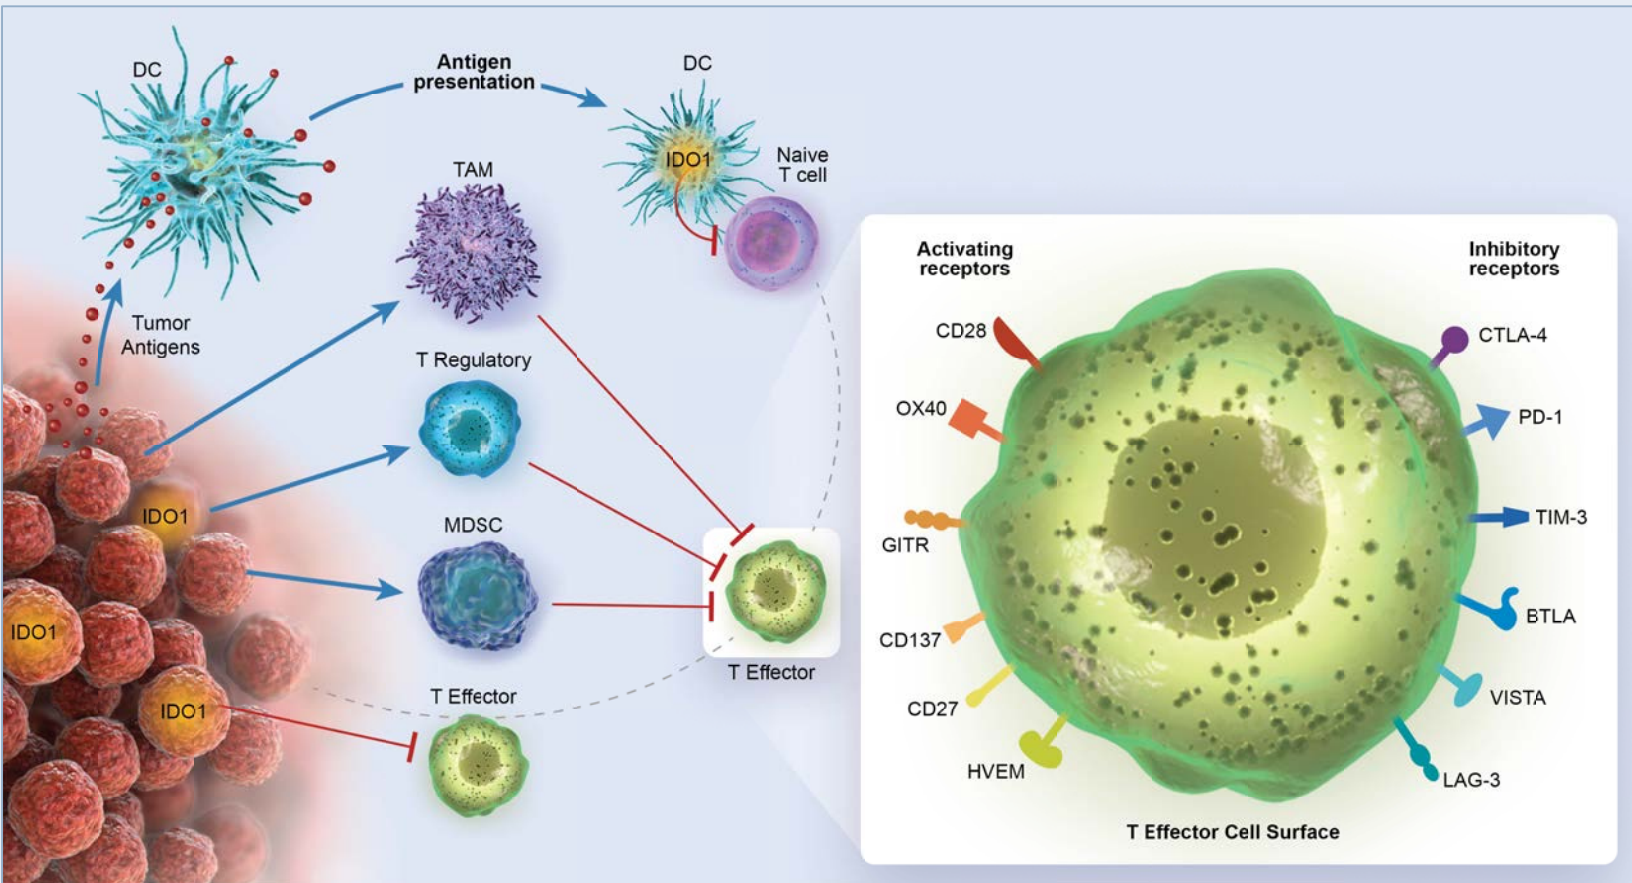 DC
Antigen
presentation
DC
IDO1
Naive
T cell
TAM
Tumor
Antigens
T Regulatory
IDO1
MDSC
IDO1
T Effector
IDO1
T Effector
Activating
receptors
Inhibitory
receptors
CD28
OX40
GITR
CD137
CD27
HVEM
CTLA-4
PD-1
TIM-3
BTLA
VISTA
LAG-3
T Effector Cell Surface